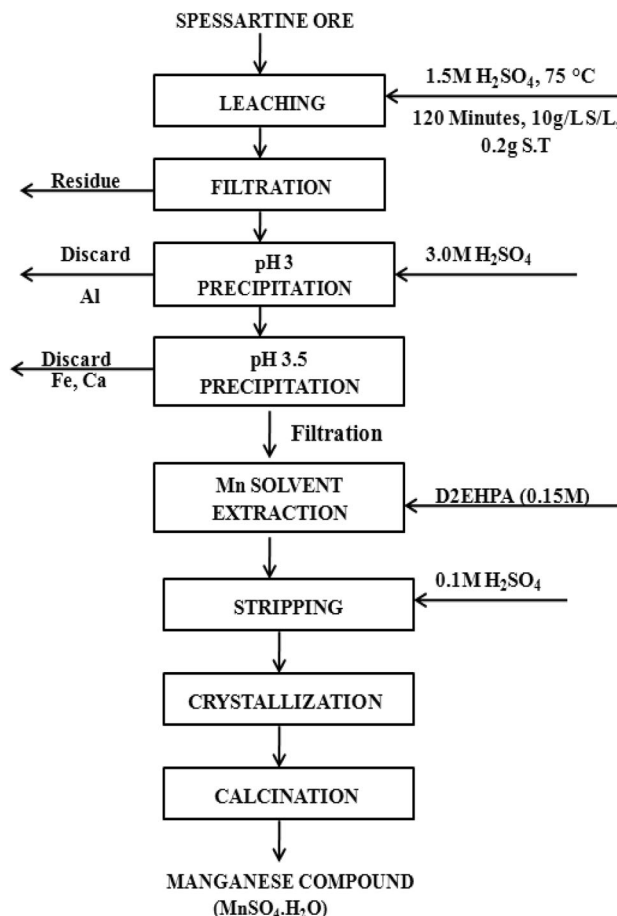 SPESSARTINE ORE
1.5M H₂SO₄, 75 °C
LEACHING
120 Minutes, 10g/LS/L,
0.2g S.T
Residue
FILTRATION
Discard
Al
pH 3
PRECIPITATION
3.0M H₂SO₄
Discard
Fe, Ca
pH 3.5
PRECIPITATION
Filtration
Mn SOLVENT
EXTRACTION
D2EHPA (0.15M)
0.1M H₂SO₄
STRIPPING
CRYSTALLIZATION
CALCINATION
MANGANESE COMPOUND
(MnSO₄.H₂O)